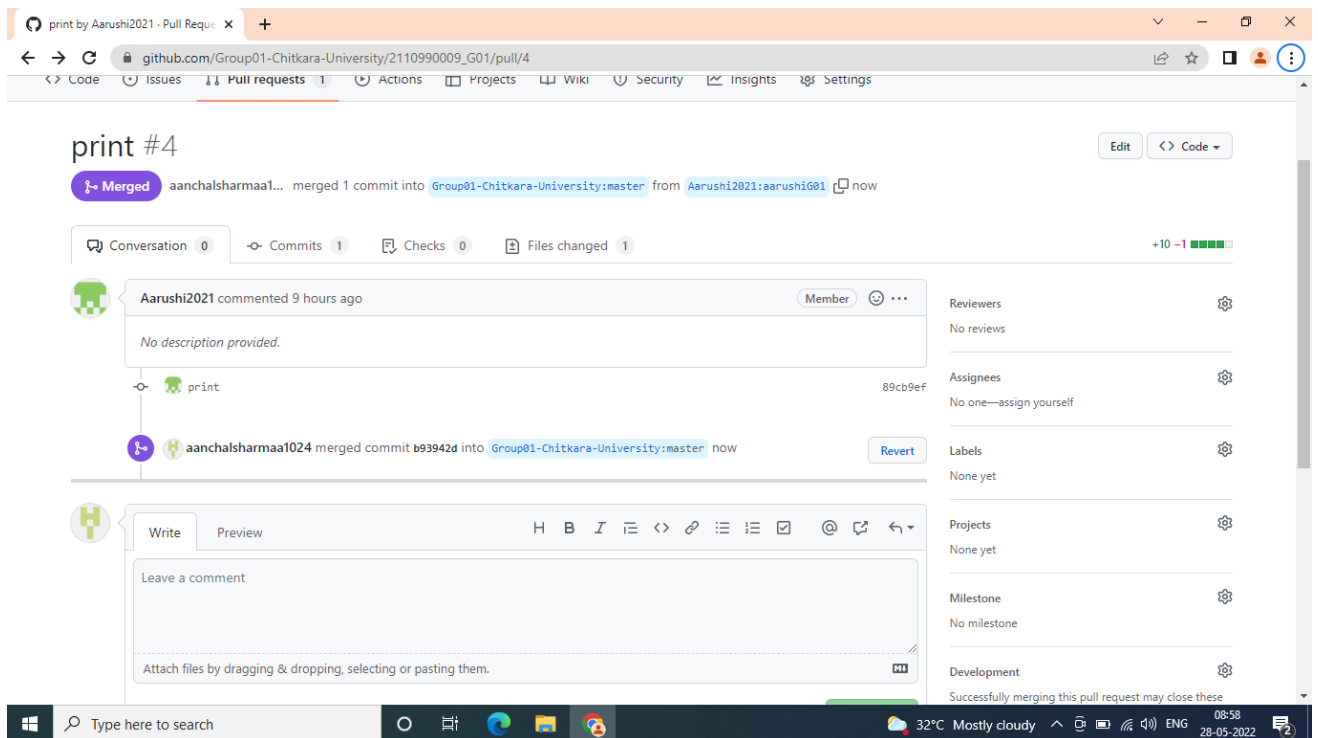 print by Aarushi2021 · Pull Reque
github.com/Group01-Chitkara-University/2110990009_G01/pull/4
Code Issues Pull requests 1 Actions Projects Wiki Security Insights Settings
print #4
Edit Code
Merged aanchalsharmaa1... merged 1 commit into Group01-Chitkara-University:master from Aarushi2021:aarushiG01 now
Conversation 0 Commits 1 Checks 0 Files changed 1 +10 −1
Aarushi2021 commented 9 hours ago Member ...
No description provided.
print 89cb9ef
aanchalsharmaa1024 merged commit b93942d into Group01-Chitkara-University:master now Revert
Reviewers
No reviews
Assignees
No one—assign yourself
Labels
None yet
Projects
None yet
Milestone
No milestone
Development
Successfully merging this pull request may close these
Write Preview H B I @
Leave a comment
Attach files by dragging & dropping, selecting or pasting them.
Type here to search
32°C Mostly cloudy ENG 08:58
28-05-2022 2